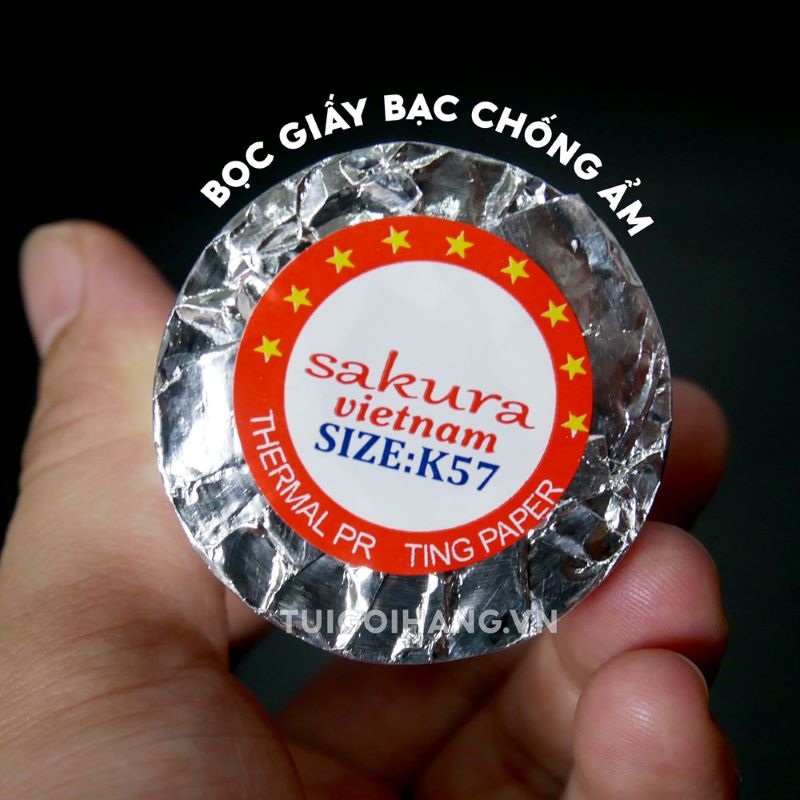 BỌC GIẤY BẠC CHỐNG ẨM
sakura
vietnam
SIZE:K57
THERMAL PR TING PAPER
TUIGOIHANG.VN